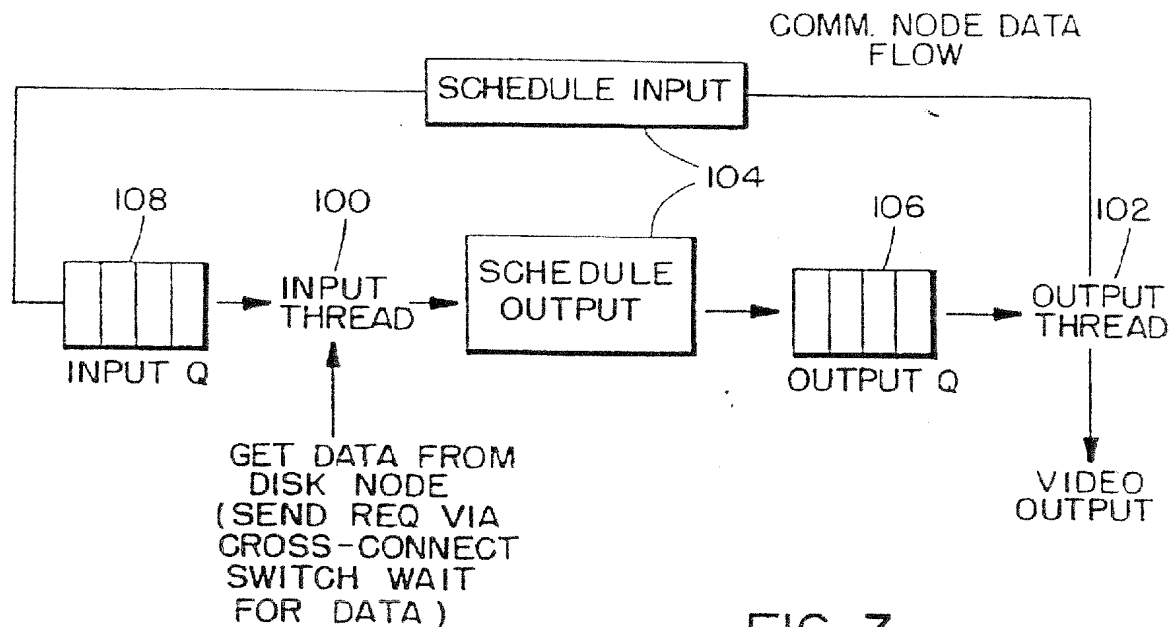 COMM. NODE DATA
FLOW
SCHEDULE INPUT
104
108
100
106
102
INPUT
THREAD
SCHEDULE
OUTPUT
OUTPUT
THREAD
INPUT Q
OUTPUT Q
GET DATA FROM
DISK NODE
(SEND REQ VIA
CROSS-CONNECT
SWITCH WAIT
FOR DATA)
VIDEO
OUTPUT